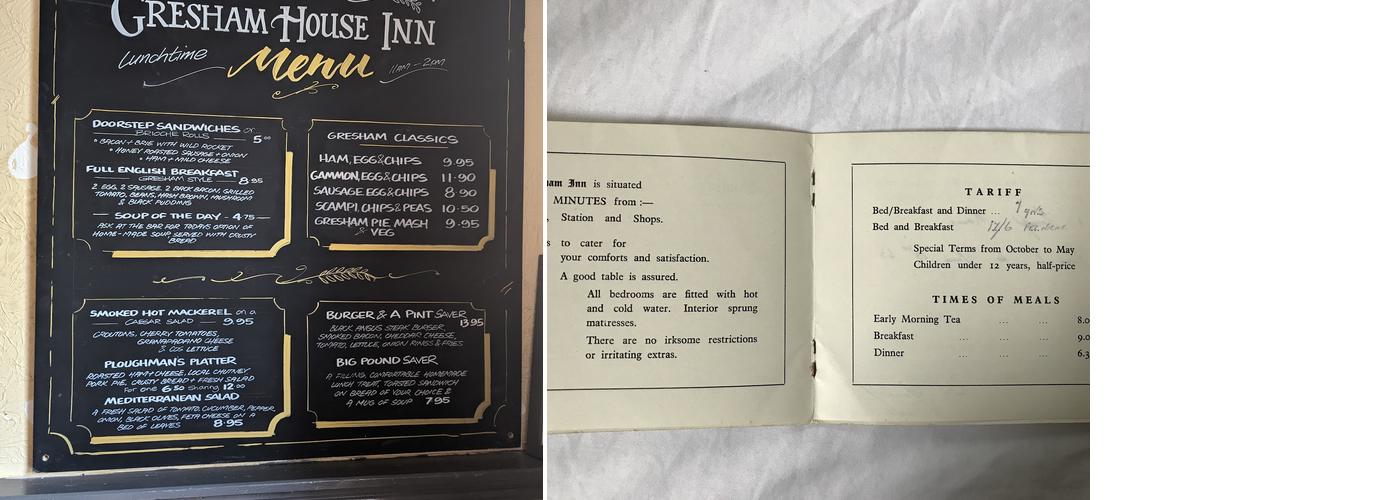 GRESHAM HOUSE INN
Lunchtime Menu 11AM - 2PM
DOORSTEP SANDWICHES or
BRIOCHE ROLLS 5.00
• BACON + BRIE WITH WILD ROCKET
• HONEY ROASTED SAUSAGE + ONION
• HAM + MILD CHEESE
FULL ENGLISH BREAKFAST
GRESHAM STYLE 8.95
2 EGG, 2 SAUSAGE, 2 BACK BACON, GRILLED
TOMATO, BEANS, HASH BROWN, MUSHROOM
& BLACK PUDDING
SOUP OF THE DAY - 4.75
ASK AT THE BAR FOR TODAYS OPTION OF
HOME-MADE SOUP SERVED WITH CRUSTY
BREAD
GRESHAM CLASSICS
HAM, EGG & CHIPS 9.95
GAMMON, EGG & CHIPS 11.90
SAUSAGE EGG & CHIPS 8.90
SCAMPI, CHIPS & PEAS 10.50
GRESHAM PIE, MASH 9.95
& VEG
SMOKED HOT MACKEREL on a
CAESAR SALAD 9.95
CROUTONS, CHERRY TOMATOES,
GRANAPADANO CHEESE
& COS LETTUCE
PLOUGHMAN'S PLATTER
ROASTED HAM/CHEESE, LOCAL CHUTNEY,
PORK PIE, CRUSTY BREAD + FRESH SALAD
For one 6.50 Sharing 12.00
MEDITERRANEAN SALAD
A FRESH SALAD OF TOMATO, CUCUMBER, PEPPER,
ONION, BLACK OLIVES, FETA CHEESE ON A
BED OF LEAVES 8.95
BURGER & A PINT SAVER
13.95
BLACK ANGUS STEAK BURGER,
SMOKED BACON, CHEDDAR CHEESE,
TOMATO, LETTUCE, ONION RINGS & FRIES
BIG POUND SAVER
A FILLING, COMFORTABLE HOMEMADE
LUNCH TREAT, TOASTED SANDWICH
ON BREAD OF YOUR CHOICE &
A MUG OF SOUP 7.95
ham Inn is situated
MINUTES from :—
, Station and Shops.
s to cater for
your comforts and satisfaction.
A good table is assured.
All bedrooms are fitted with hot
and cold water. Interior sprung
mattresses.
There are no irksome restrictions
or irritating extras.
TARIFF
Bed/Breakfast and Dinner ... 7 gns
Bed and Breakfast 17/6
Special Terms from October to May
Children under 12 years, half-price
TIMES OF MEALS
Early Morning Tea ... ... 8.0
Breakfast ... ... 9.0
Dinner ... ... 6.3